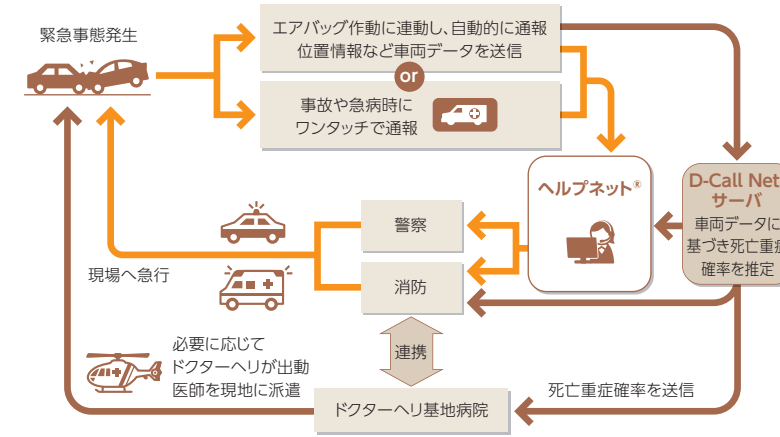 緊急事態発生
エアバッグ作動に連動し、自動的に通報
位置情報など車両データを送信
or
事故や急病時に
ワンタッチで通報
ヘルプネット®
D-Call Net
サーバ
車両データに
基づき死亡重症
確率を推定
警察
消防
現場へ急行
連携
必要に応じて
ドクターヘリが出動
医師を現地に派遣
ドクターヘリ基地病院
死亡重症確率を送信